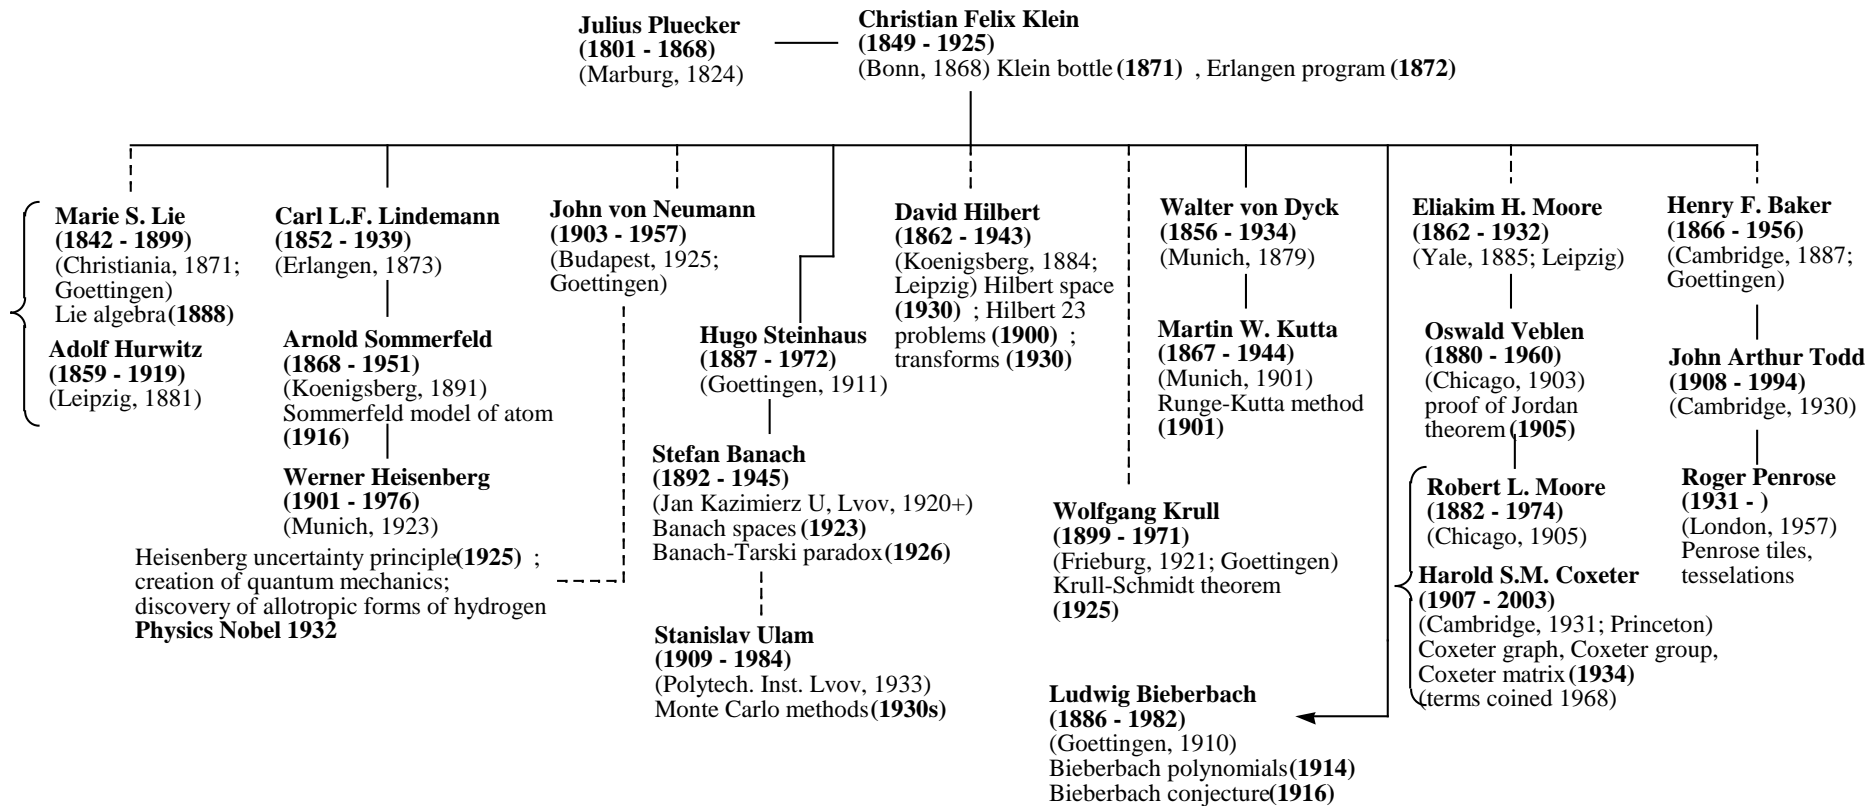 Julius Pluecker
(1801 - 1868)
(Marburg, 1824)
Christian Felix Klein
(1849 - 1925)
(Bonn, 1868) Klein bottle (1871) , Erlangen program (1872)
Marie S. Lie
(1842 - 1899)
(Christiania, 1871;
Goettingen)
Lie algebra (1888)
Adolf Hurwitz
(1859 - 1919)
(Leipzig, 1881)
Carl L.F. Lindemann
(1852 - 1939)
(Erlangen, 1873)
Arnold Sommerfeld
(1868 - 1951)
(Koenigsberg, 1891)
Sommerfeld model of atom
(1916)
Werner Heisenberg
(1901 - 1976)
(Munich, 1923)
Heisenberg uncertainty principle (1925) ;
creation of quantum mechanics;
discovery of allotropic forms of hydrogen
Physics Nobel 1932
John von Neumann
(1903 - 1957)
(Budapest, 1925;
Goettingen)
Hugo Steinhaus
(1887 - 1972)
(Goettingen, 1911)
Stefan Banach
(1892 - 1945)
(Jan Kazimierz U, Lvov, 1920+)
Banach spaces (1923)
Banach-Tarski paradox (1926)
Stanislav Ulam
(1909 - 1984)
(Polytech. Inst. Lvov, 1933)
Monte Carlo methods (1930s)
David Hilbert
(1862 - 1943)
(Koenigsberg, 1884;
Leipzig) Hilbert space
(1930) ; Hilbert 23
problems (1900) ;
transforms (1930)
Wolfgang Krull
(1899 - 1971)
(Frieburg, 1921; Goettingen)
Krull-Schmidt theorem
(1925)
Walter von Dyck
(1856 - 1934)
(Munich, 1879)
Martin W. Kutta
(1867 - 1944)
(Munich, 1901)
Runge-Kutta method
(1901)
Ludwig Bieberbach
(1886 - 1982)
(Goettingen, 1910)
Bieberbach polynomials (1914)
Bieberbach conjecture (1916)
Eliakim H. Moore
(1862 - 1932)
(Yale, 1885; Leipzig)
Oswald Veblen
(1880 - 1960)
(Chicago, 1903)
proof of Jordan
theorem (1905)
Robert L. Moore
(1882 - 1974)
(Chicago, 1905)
Harold S.M. Coxeter
(1907 - 2003)
(Cambridge, 1931; Princeton)
Coxeter graph, Coxeter group,
Coxeter matrix (1934)
(terms coined 1968)
Henry F. Baker
(1866 - 1956)
(Cambridge, 1887;
Goettingen)
John Arthur Todd
(1908 - 1994)
(Cambridge, 1930)
Roger Penrose
(1931 - )
(London, 1957)
Penrose tiles,
tesselations